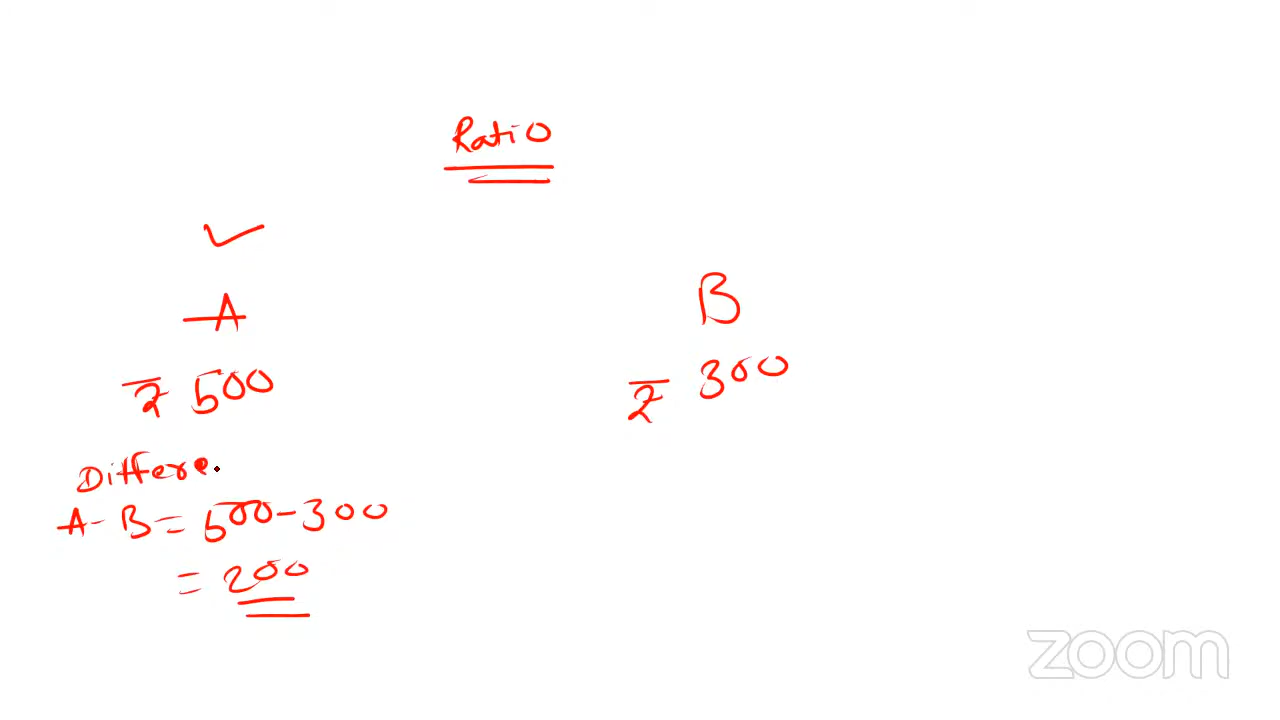 Ratio
A
B
₹ 500
₹ 300
Differe
A - B = 500 - 300
= 200
zoom